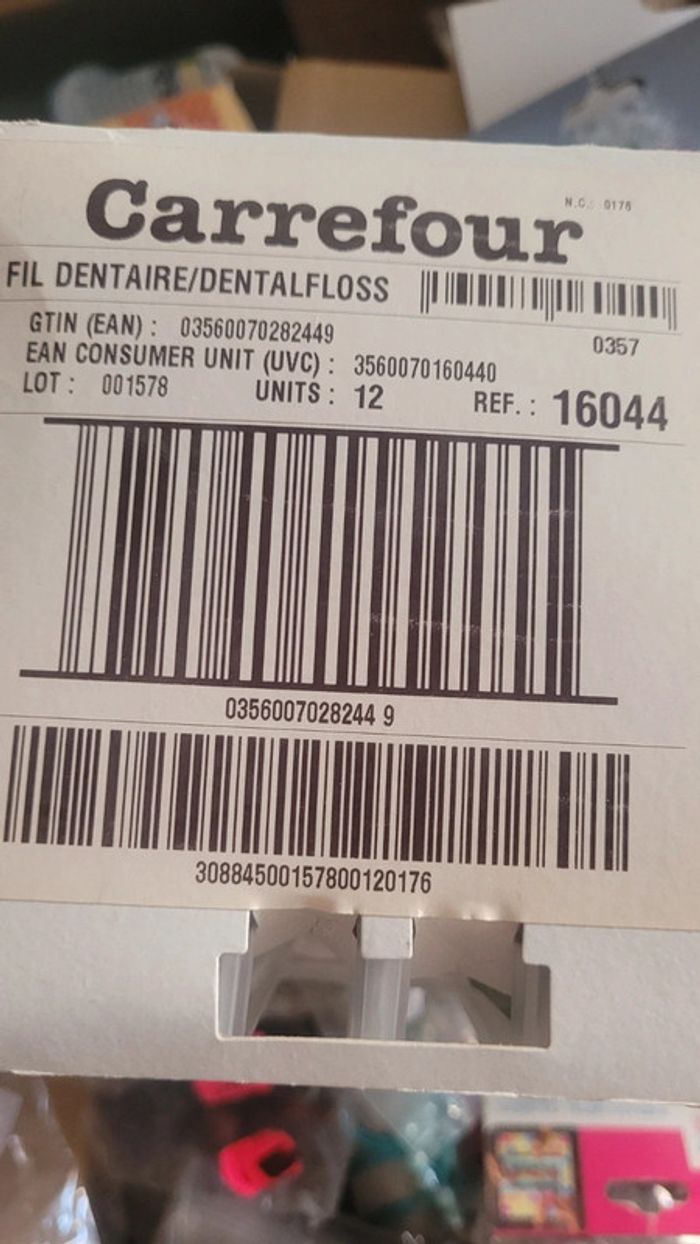 Carrefour
N.C.: 0176
FIL DENTAIRE/DENTALFLOSS
0357
GTIN (EAN) : 03560070282449
EAN CONSUMER UNIT (UVC) : 3560070160440
LOT : 001578 UNITS : 12 REF. : 16044
0356007028244 9
30884500157800120176